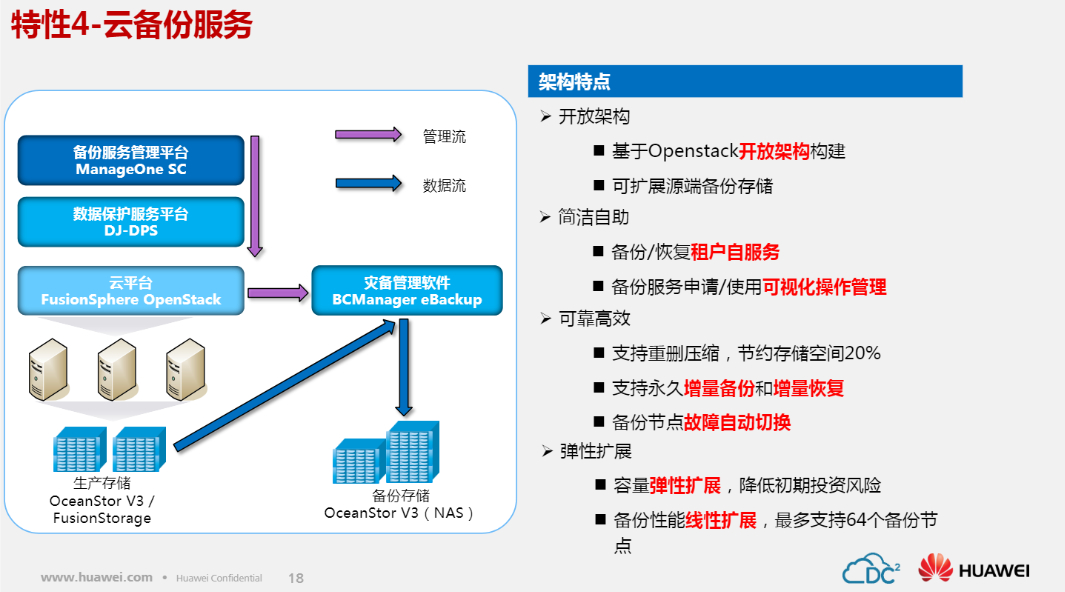 特性4-云备份服务
备份服务管理平台
ManageOne SC
数据保护服务平台
DJ-DPS
云平台
FusionSphere OpenStack
灾备管理软件
BCManager eBackup
管理流
数据流
生产存储
OceanStor V3 /
FusionStorage
备份存储
OceanStor V3（NAS）
架构特点
开放架构
基于Openstack开放架构构建
可扩展源端备份存储
简洁自助
备份/恢复租户自服务
备份服务申请/使用可视化操作管理
可靠高效
支持重删压缩，节约存储空间20%
支持永久增量备份和增量恢复
备份节点故障自动切换
弹性扩展
容量弹性扩展，降低初期投资风险
备份性能线性扩展，最多支持64个备份节
点
www.huawei.com • Huawei Confidential 18
DC²
HUAWEI